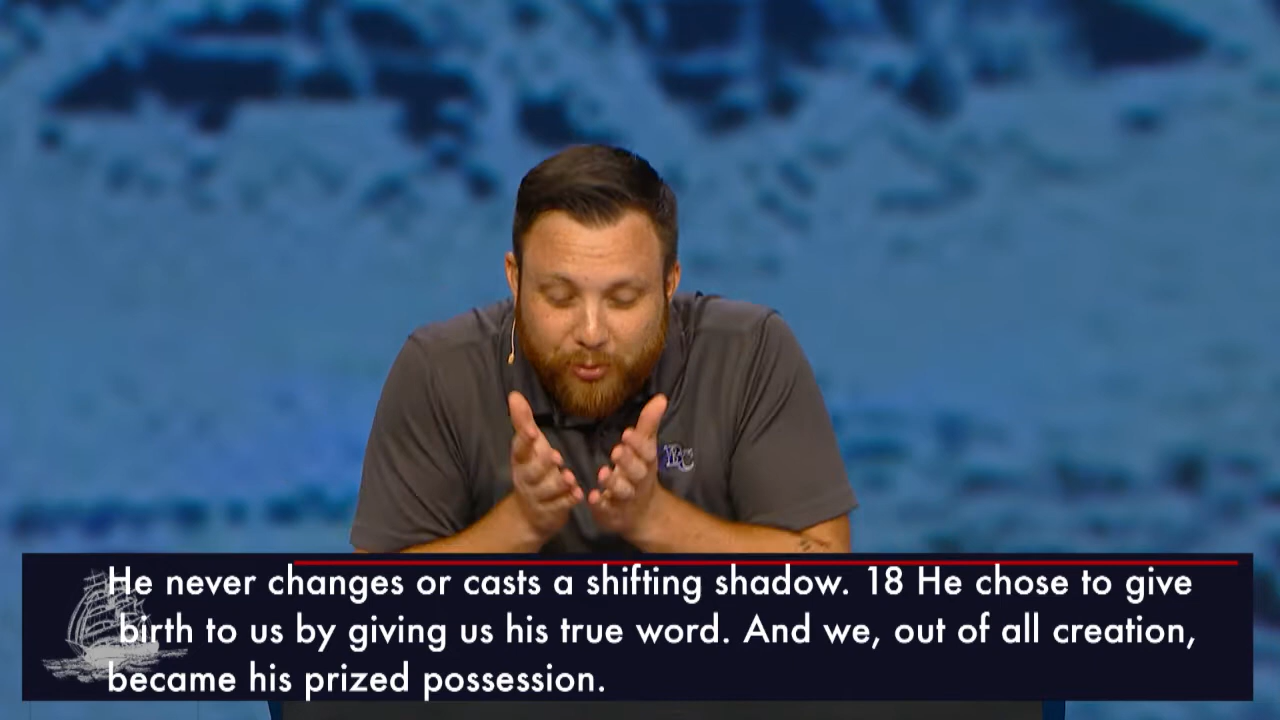 He never changes or casts a shifting shadow. 18 He chose to give
birth to us by giving us his true word. And we, out of all creation,
became his prized possession.